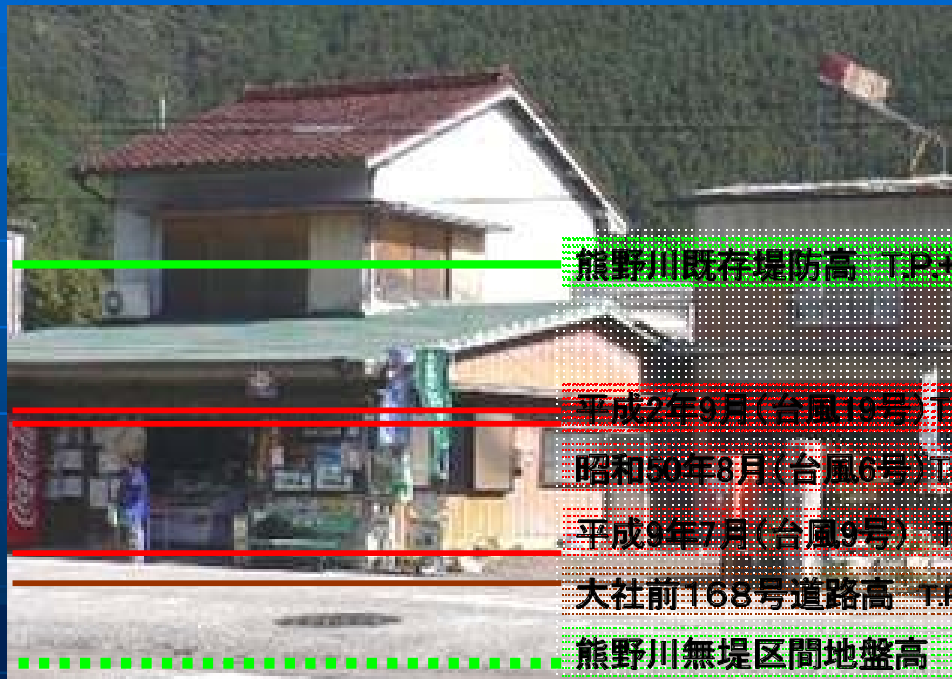 熊野川既存堤防高 T.P.+
平成2年9月(台風19号)T
昭和50年8月(台風6号)T
平成9年7月(台風9号) T
大社前168号道路高 T.P
熊野川無堤区間地盤高
Coca-Cola